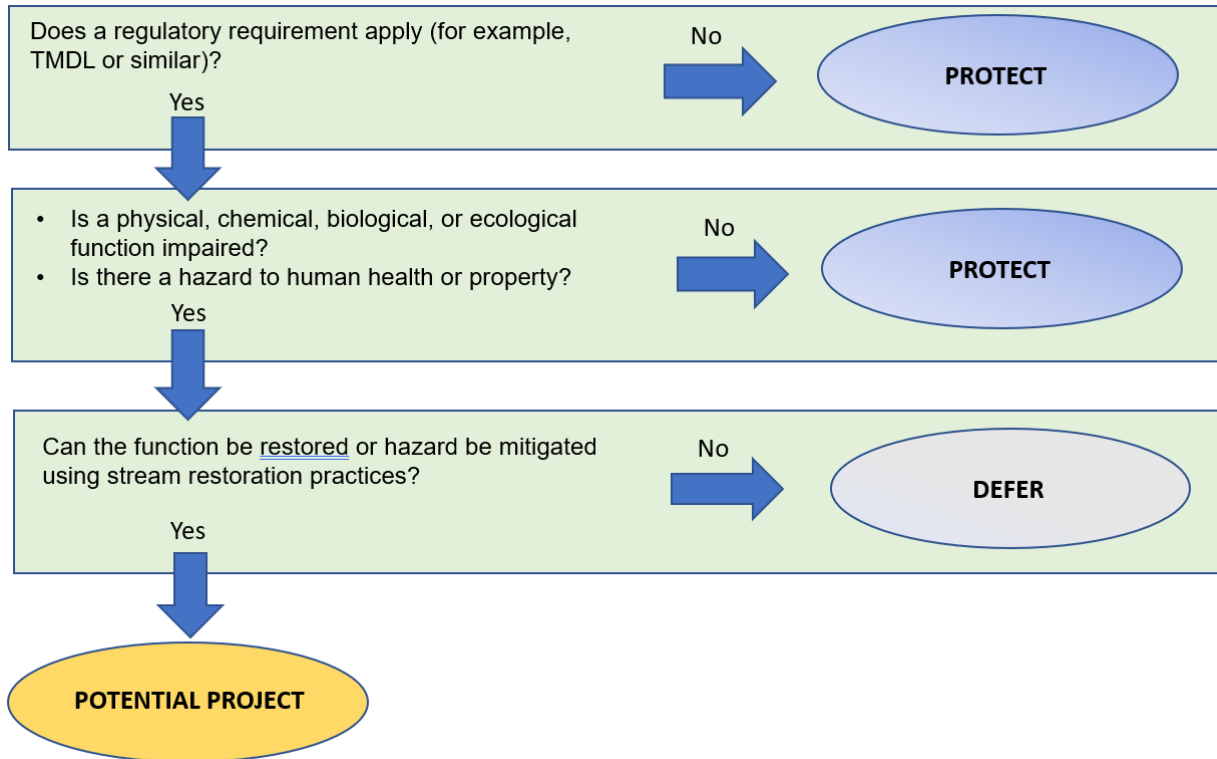 Does a regulatory requirement apply (for example,
TMDL or similar)?
No
PROTECT
Yes
• Is a physical, chemical, biological, or ecological
function impaired?
• Is there a hazard to human health or property?
No
PROTECT
Yes
Can the function be restored or hazard be mitigated
using stream restoration practices?
No
DEFER
Yes
POTENTIAL PROJECT